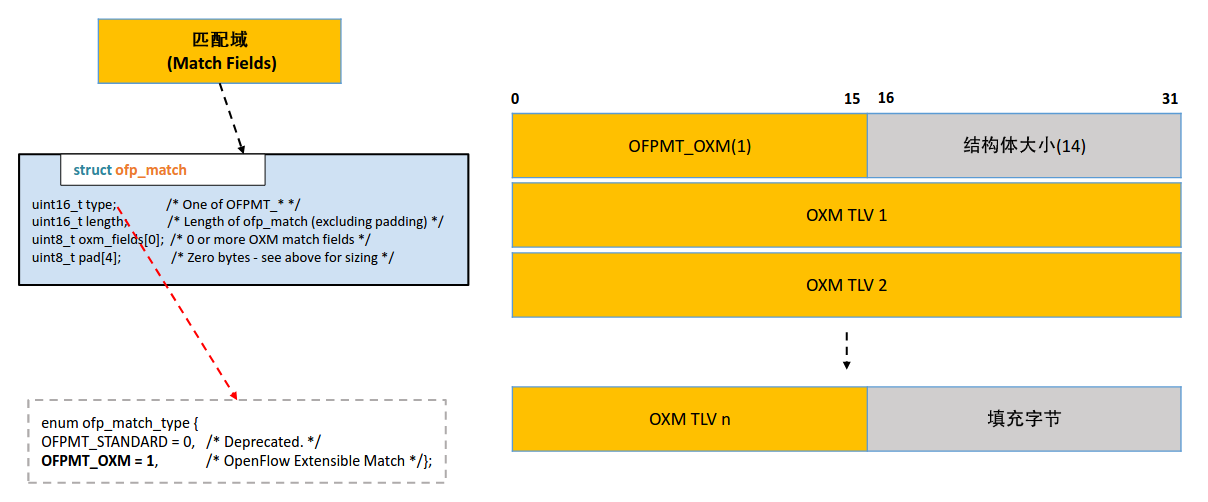 匹配域
(Match Fields)
struct ofp_match
uint16_t type; /* One of OFPMT_* */
uint16_t length; /* Length of ofp_match (excluding padding) */
uint8_t oxm_fields[0]; /* 0 or more OXM match fields */
uint8_t pad[4]; /* Zero bytes - see above for sizing */
enum ofp_match_type {
OFPMT_STANDARD = 0, /* Deprecated. */
OFPMT_OXM = 1, /* OpenFlow Extensible Match */};
0 15 16 31
OFPMT_OXM(1) 结构体大小(14)
OXM TLV 1
OXM TLV 2
OXM TLV n 填充字节